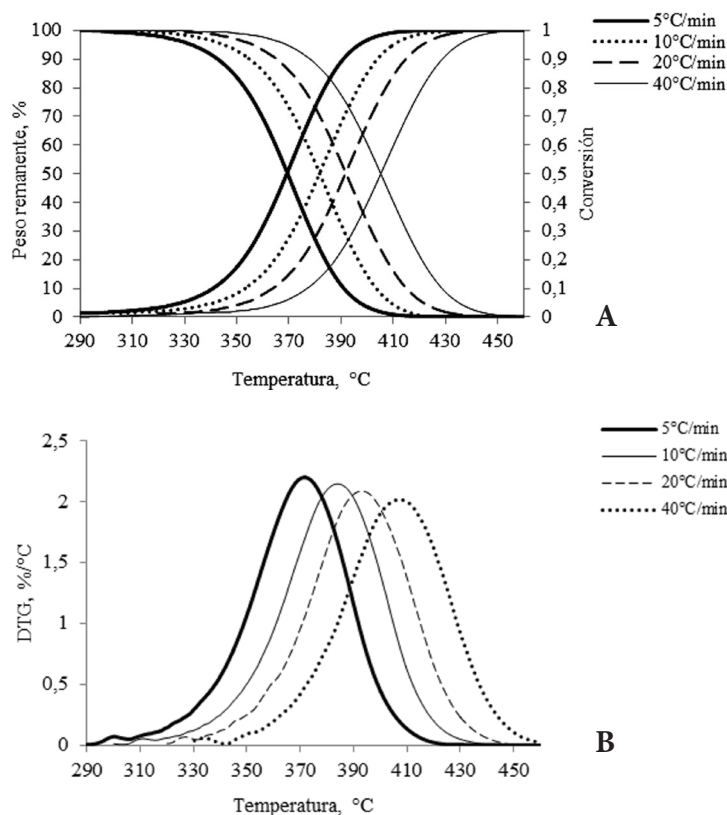 5°C/min
10°C/min
20°C/min
40°C/min
100
90
80
70
60
50
40
30
20
10
0
Peso remanente, %
1
0,9
0,8
0,7
0,6
0,5
0,4
0,3
0,2
0,1
0
Conversión
290 310 330 350 370 390 410 430 450
Temperatura, °C
A
5°C/min
10°C/min
20°C/min
40°C/min
2,5
2
1,5
1
0,5
0
DTG, %/°C
290 310 330 350 370 390 410 430 450
Temperatura, °C
B